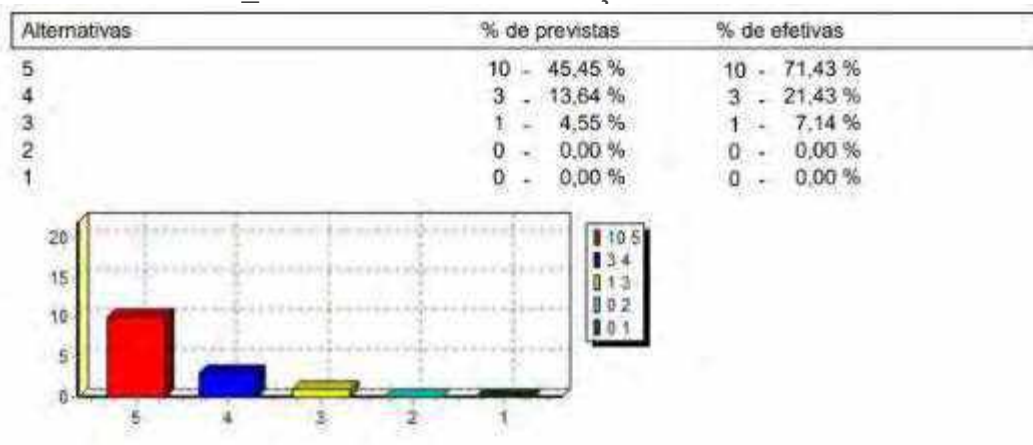 Alternativas % de previstas % de efetivas
5 10 - 45,45 % 10 - 71,43 %
4 3 - 13,64 % 3 - 21,43 %
3 1 - 4,55 % 1 - 7,14 %
2 0 - 0,00 % 0 - 0,00 %
1 0 - 0,00 % 0 - 0,00 %
20
15
10
5
0
5 4 3 2 1
10 5
3 4
1 3
0 2
0 1